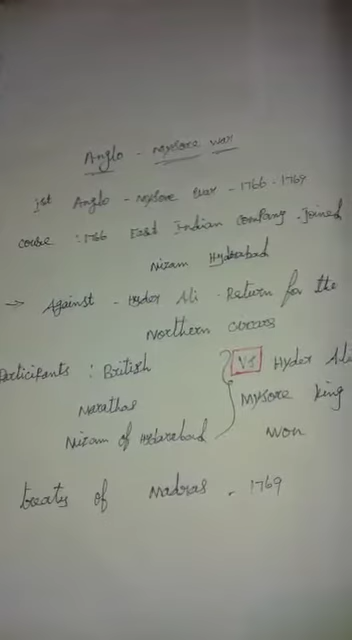 Anglo - mysore war
1st Anglo - mysore war - 1766 - 1769
course : 1766 East Indian company Joined
Nizam Hyderabad
→ Against - Hyder Ali - Return for the
Northern circars
Participants : British
Marathas
Nizam of Hyderabad
VS Hyder Ali
Mysore king
won
treaty of Madras - 1769